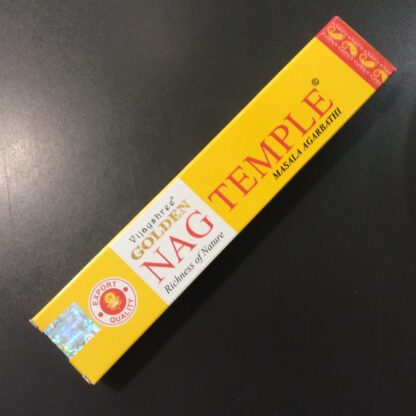 Vijayshree®
GOLDEN
NAG TEMPLE©
Richness of Nature
MASALA AGARBATHI
EXPORT
QUALITY